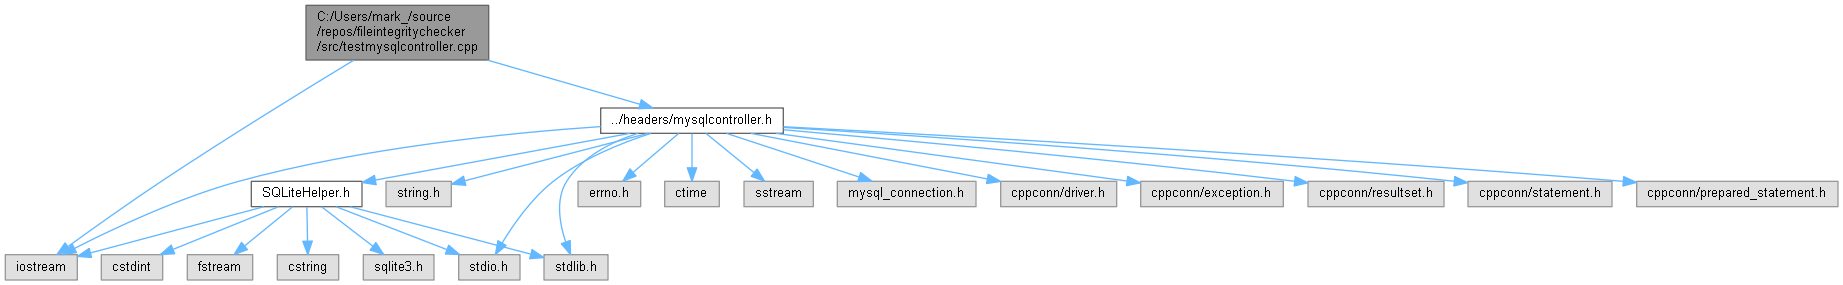 C:/Users/mark_/source
/repos/fileintegritychecker
/src/testmysqlcontroller.cpp
../headers/mysqlcontroller.h
SQLiteHelper.h
string.h
errno.h
ctime
sstream
mysql_connection.h
cppconn/driver.h
cppconn/exception.h
cppconn/resultset.h
cppconn/statement.h
cppconn/prepared_statement.h
iostream
cstdint
fstream
cstring
sqlite3.h
stdio.h
stdlib.h